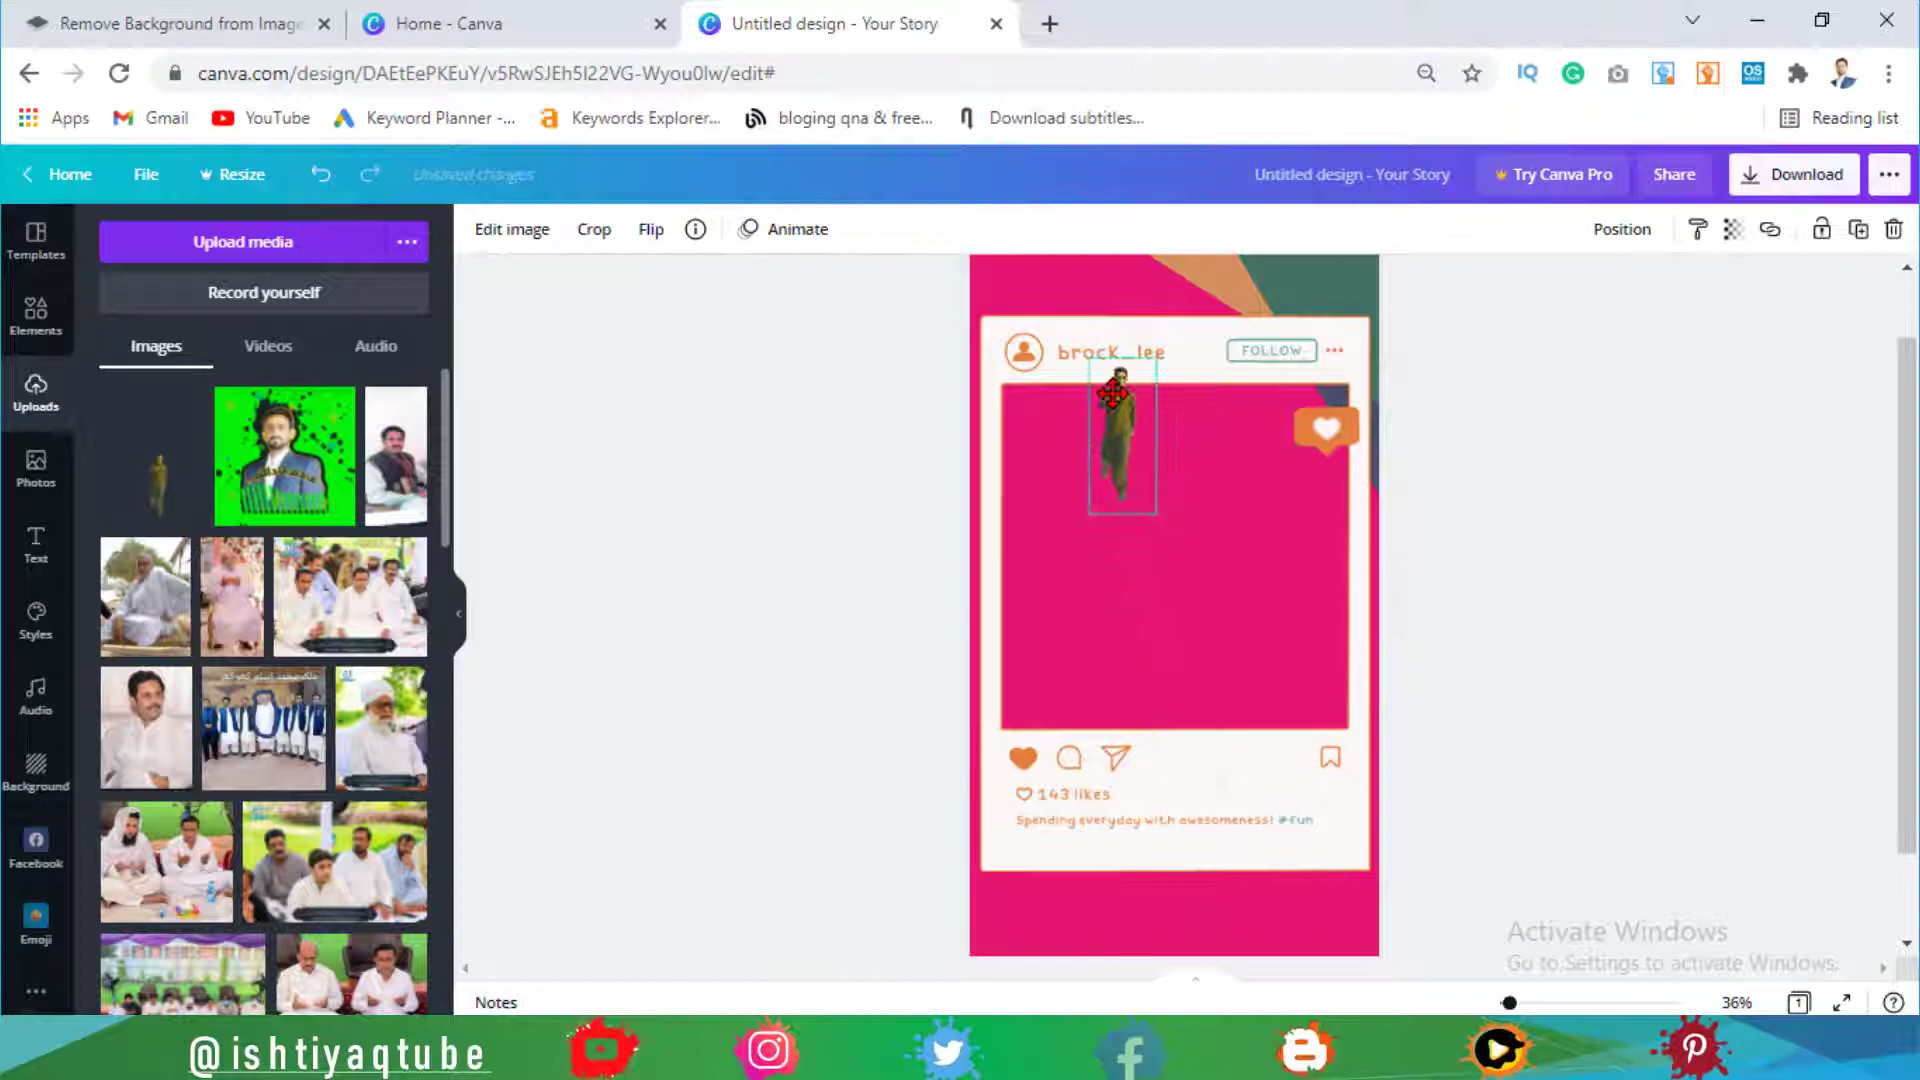 Remove Background from Image
Home - Canva
Untitled design - Your Story
canva.com/design/DAEtEePKEuY/v5RwSJEh5I22VG-Wyou0lw/edit#
Apps
Gmail
YouTube
Keyword Planner -...
Keywords Explorer...
bloging qna & free...
Download subtitles...
Reading list
Home
File
Resize
Unsaved changes
Untitled design - Your Story
Try Canva Pro
Share
Download
Templates
Elements
Uploads
Photos
Text
Styles
Audio
Background
Facebook
Emoji
Upload media
Record yourself
Images
Videos
Audio
Edit image
Crop
Flip
Animate
Position
brock_lee
FOLLOW
143 likes
Spending everyday with awesomeness! #fun
Activate Windows
Go to Settings to activate Windows.
Notes
36%
1
@ishtiyaqtube